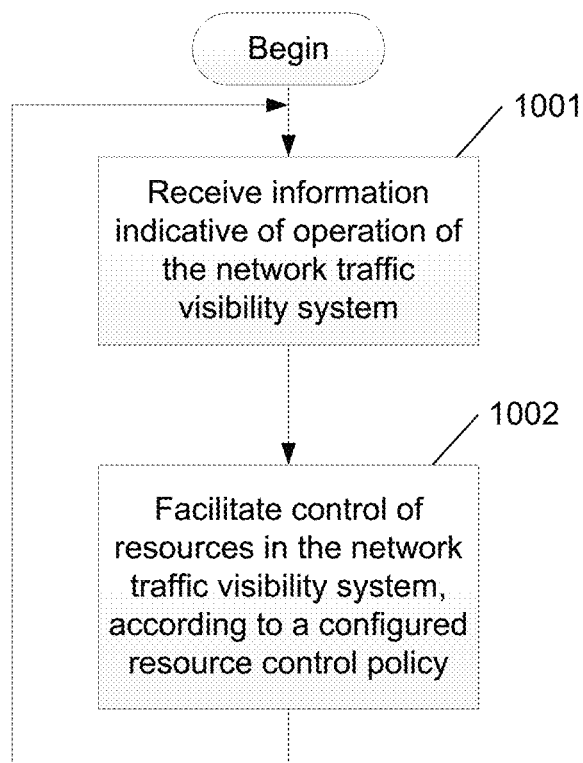 Begin
1001
Receive information
indicative of operation of
the network traffic
visibility system
1002
Facilitate control of
resources in the network
traffic visibility system,
according to a configured
resource control policy